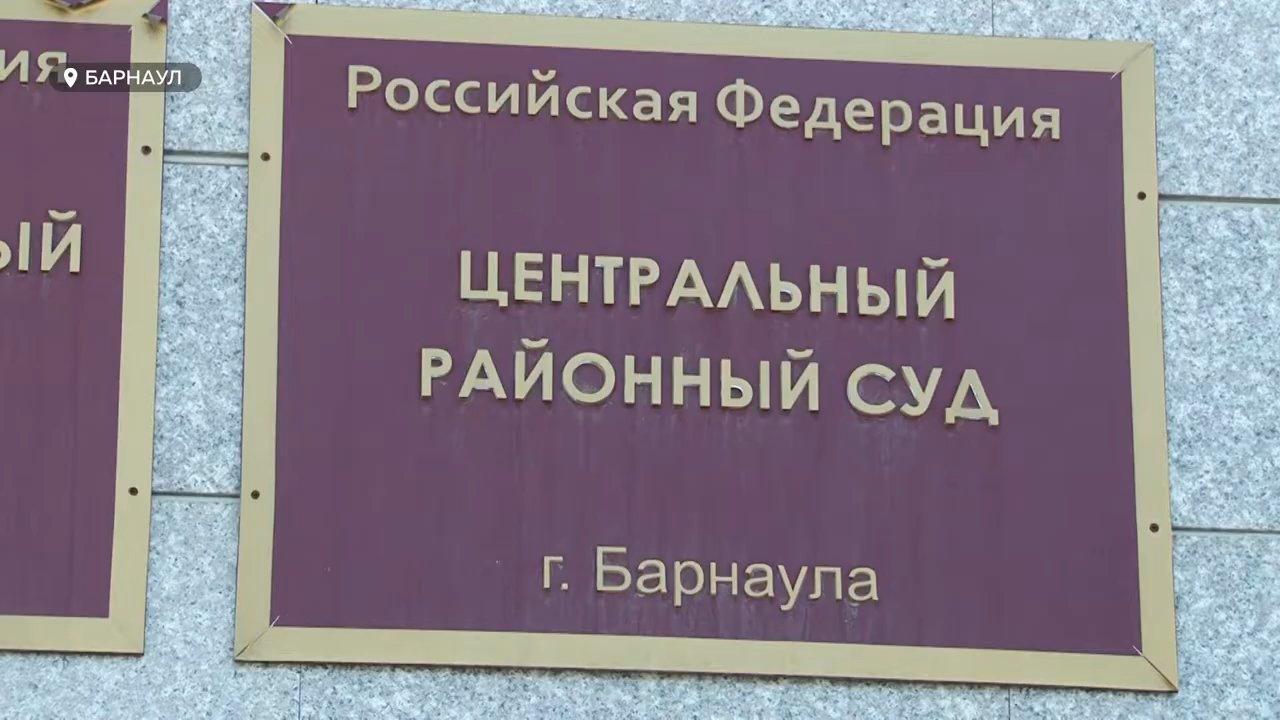 БАРНАУЛ
Российская Федерация
ЦЕНТРАЛЬНЫЙ
РАЙОННЫЙ СУД
г. Барнаула